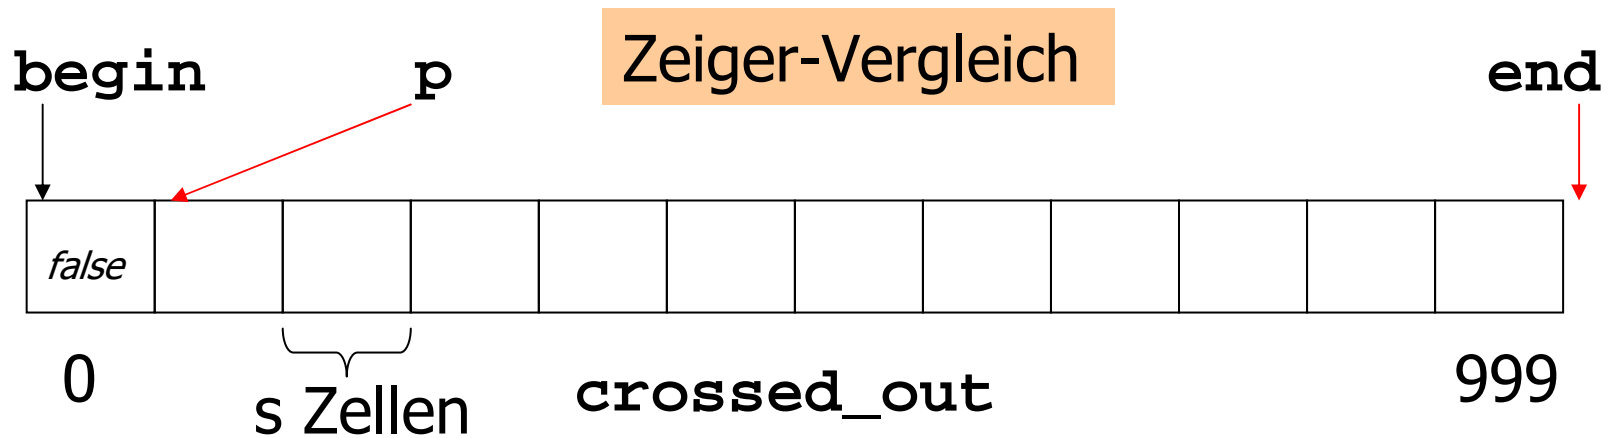 Zeiger-Vergleich
begin p end
false
0 999
s Zellen crossed_out